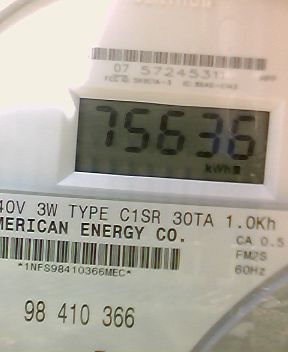 07 5724531
75636
kWh
40V 3W TYPE C1SR 30TA 1.0Kh
MERICAN ENERGY CO.
CA 0.5
*1NFS98410366MEC*
FM2S
60Hz
98 410 366